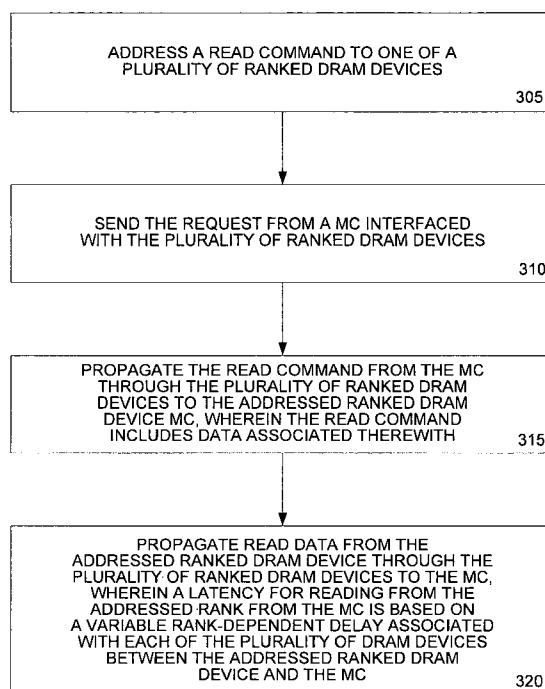 ADDRESS A READ COMMAND TO ONE OF A
PLURALITY OF RANKED DRAM DEVICES
305
SEND THE REQUEST FROM A MC INTERFACED
WITH THE PLURALITY OF RANKED DRAM DEVICES
310
PROPAGATE THE READ COMMAND FROM THE MC
THROUGH THE PLURALITY OF RANKED DRAM
DEVICES TO THE ADDRESSED RANKED DRAM
DEVICE MC, WHEREIN THE READ COMMAND
INCLUDES DATA ASSOCIATED THEREWITH
315
PROPAGATE READ DATA FROM THE
ADDRESSED RANKED DRAM DEVICE THROUGH THE
PLURALITY OF RANKED DRAM DEVICES TO THE MC,
WHEREIN A LATENCY FOR READING FROM THE
ADDRESSED RANK FROM THE MC IS BASED ON
A VARIABLE RANK-DEPENDENT DELAY ASSOCIATED
WITH EACH OF THE PLURALITY OF DRAM DEVICES
BETWEEN THE ADDRESSED RANKED DRAM
DEVICE AND THE MC
320